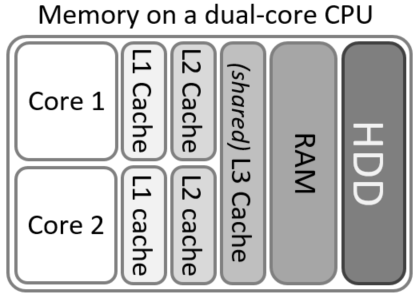 Memory on a dual-core CPU
Core 1
L1 Cache
L2 Cache
(shared) L3 Cache
RAM
HDD
Core 2
L1 cache
L2 cache